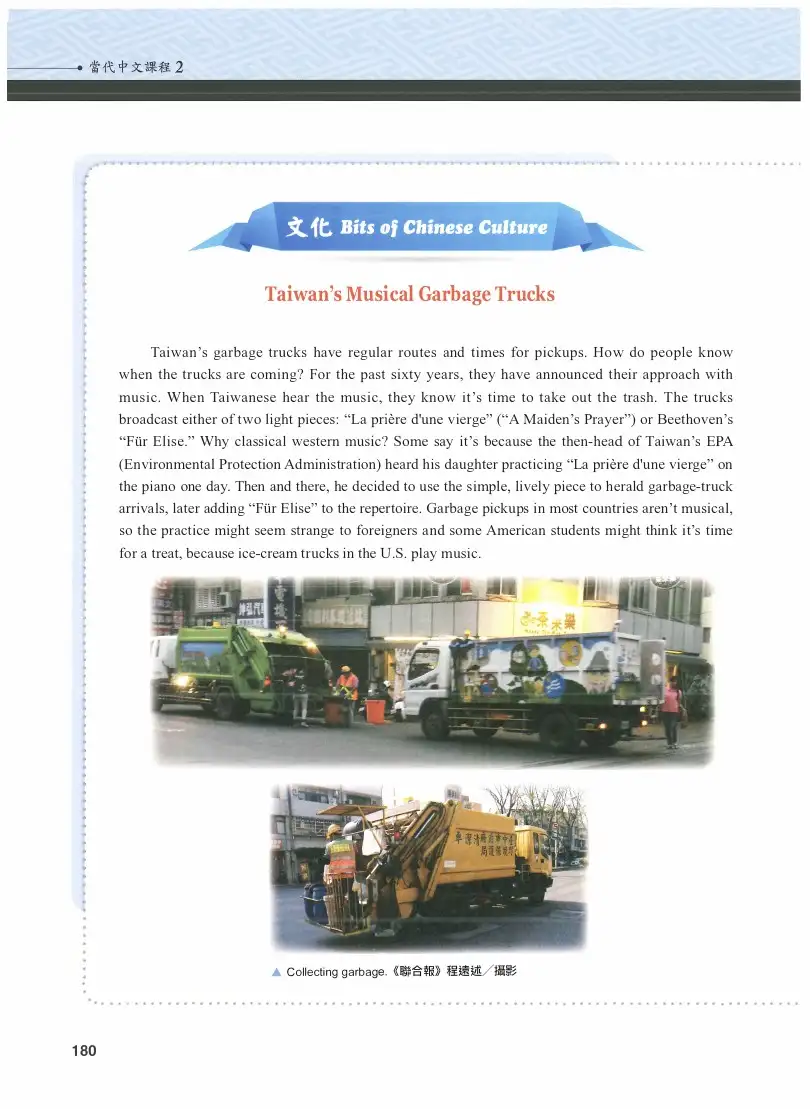 當代中文課程 2
文化 Bits of Chinese Culture
Taiwan’s Musical Garbage Trucks
Taiwan’s garbage trucks have regular routes and times for pickups. How do people know
when the trucks are coming? For the past sixty years, they have announced their approach with
music. When Taiwanese hear the music, they know it’s time to take out the trash. The trucks
broadcast either of two light pieces: “La prière d'une vierge” (“A Maiden’s Prayer”) or Beethoven’s
“Für Elise.” Why classical western music? Some say it’s because the then-head of Taiwan’s EPA
(Environmental Protection Administration) heard his daughter practicing “La prière d'une vierge” on
the piano one day. Then and there, he decided to use the simple, lively piece to herald garbage-truck
arrivals, later adding “Für Elise” to the repertoire. Garbage pickups in most countries aren’t musical,
so the practice might seem strange to foreigners and some American students might think it’s time
for a treat, because ice-cream trucks in the U.S. play music.
電機
茶米樂
車潔清
局
▲ Collecting garbage.《聯合報》程遠述／攝影
180